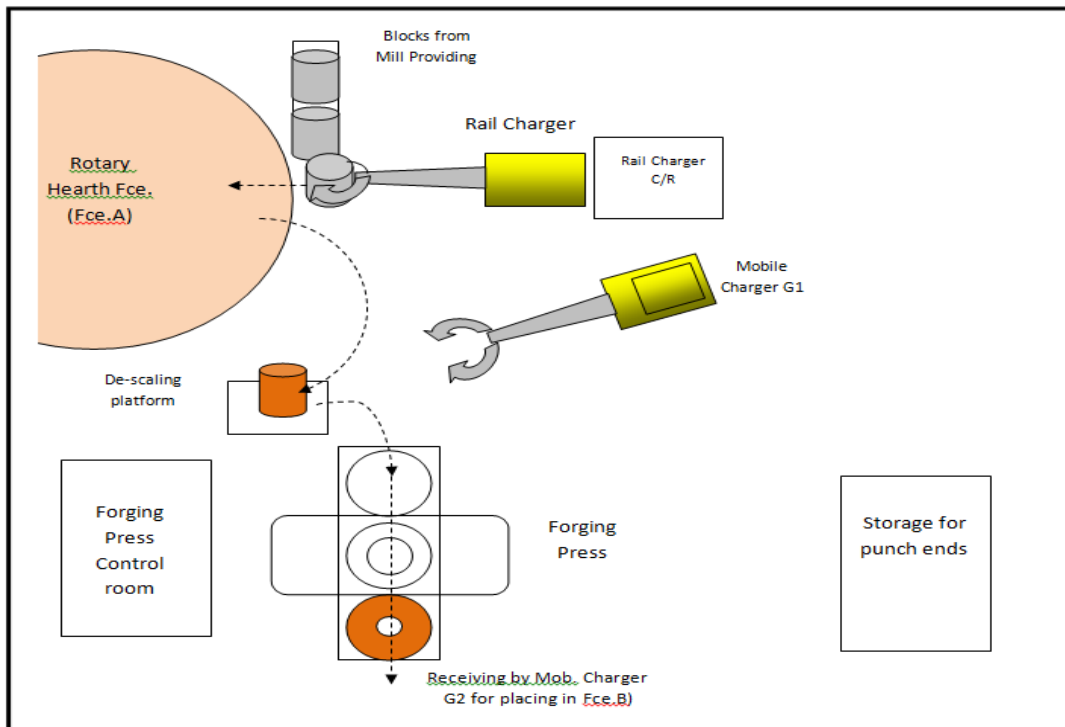 Blocks from
Mill Providing
Rail Charger
Rail Charger
C/R
Rotary
Hearth Fce.
(Fce.A)
Mobile
Charger G1
De-scaling
platform
Forging
Press
Control
room
Forging
Press
Storage for
punch ends
Receiving by Mob. Charger
G2 for placing in Fce.B)